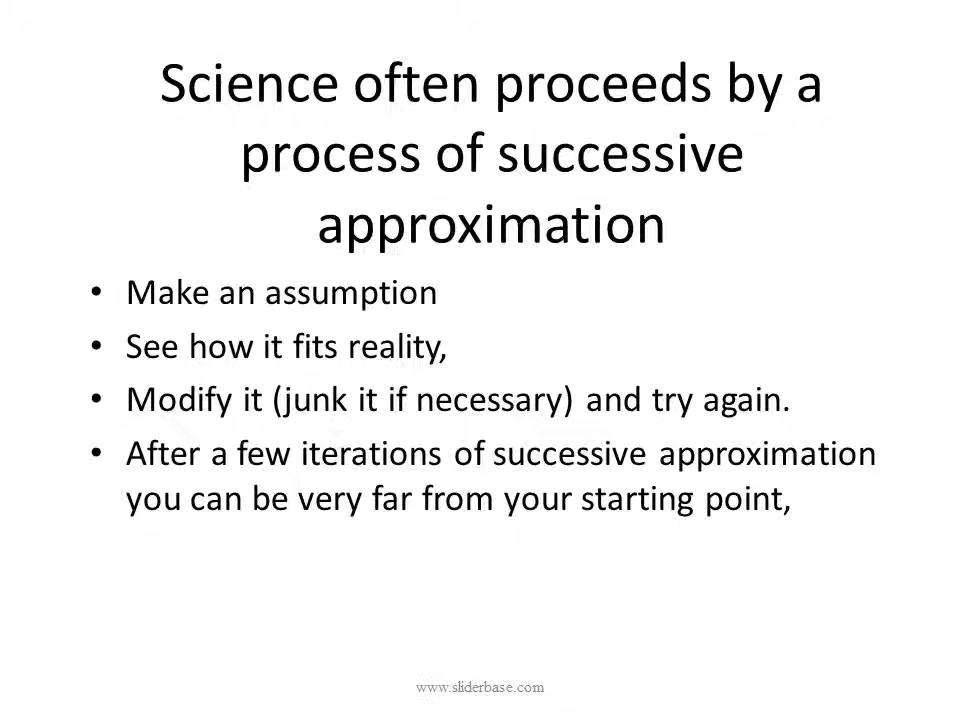 Science often proceeds by a
process of successive
approximation
• Make an assumption
• See how it fits reality,
• Modify it (junk it if necessary) and try again.
• After a few iterations of successive approximation
you can be very far from your starting point,
www.sliderbase.com